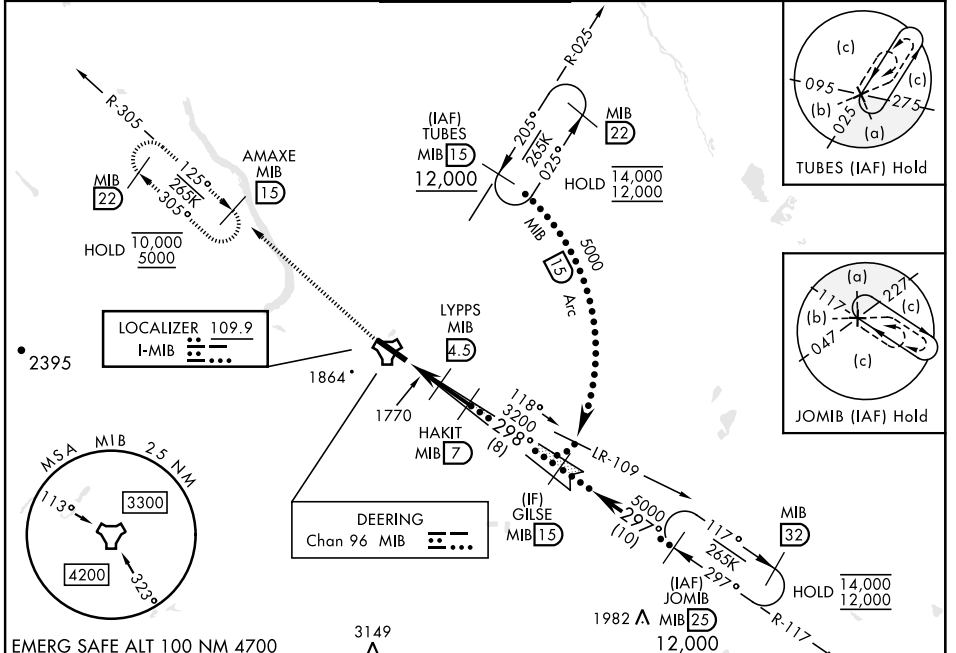 R-305
125°
265K
305°
MIB
22
AMAXE
MIB
15
HOLD 10,000
5000
R-025
(IAF)
TUBES
MIB 15
12,000
205°
265K
025°
MIB
22
HOLD 14,000
12,000
MIB 15 Arc
5000
(c)
(c)
095
275
(b)
025
(a)
TUBES (IAF) Hold
(a)
227
117
(c)
(b)
047
(c)
JOMIB (IAF) Hold
LOCALIZER 109.9
I-MIB
2395
1864
1770
LYPPS
MIB
4.5
HAKIT
MIB 7
118°
3200
298°
(8)
LR-109
(IF)
GILSE
MIB 15
DEERING
Chan 96 MIB
5000
297°
(10)
117°
265K
297°
MIB
32
HOLD 14,000
12,000
(IAF)
JOMIB
MIB 25
12,000
R-117
1982
3149
MSA MIB 25 NM
113°
3300
4200
323°
EMERG SAFE ALT 100 NM 4700